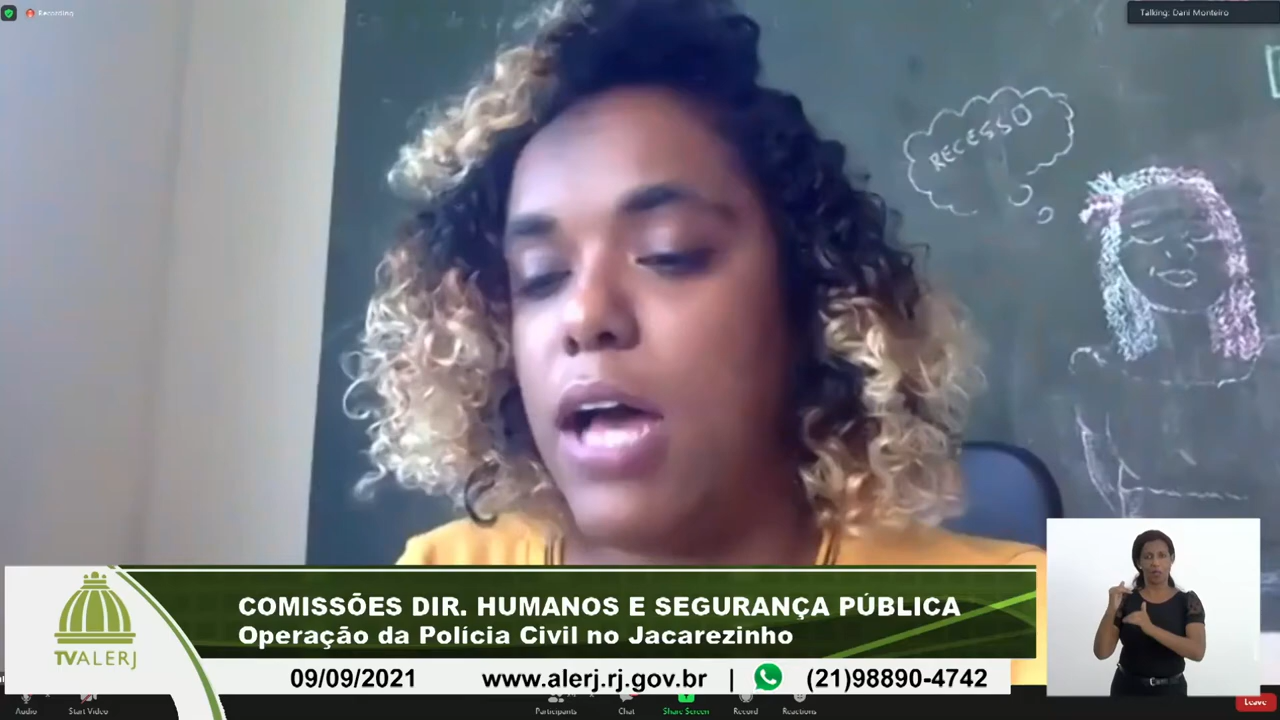 Recording
Talking: Dani Monteiro
RECESSO
COMISSÕES DIR. HUMANOS E SEGURANÇA PÚBLICA
Operação da Polícia Civil no Jacarezinho
TVALERJ
09/09/2021 www.alerj.rj.gov.br | (21)98890-4742
Audio Start Video Participants Chat Share Screen Record Reactions Leave